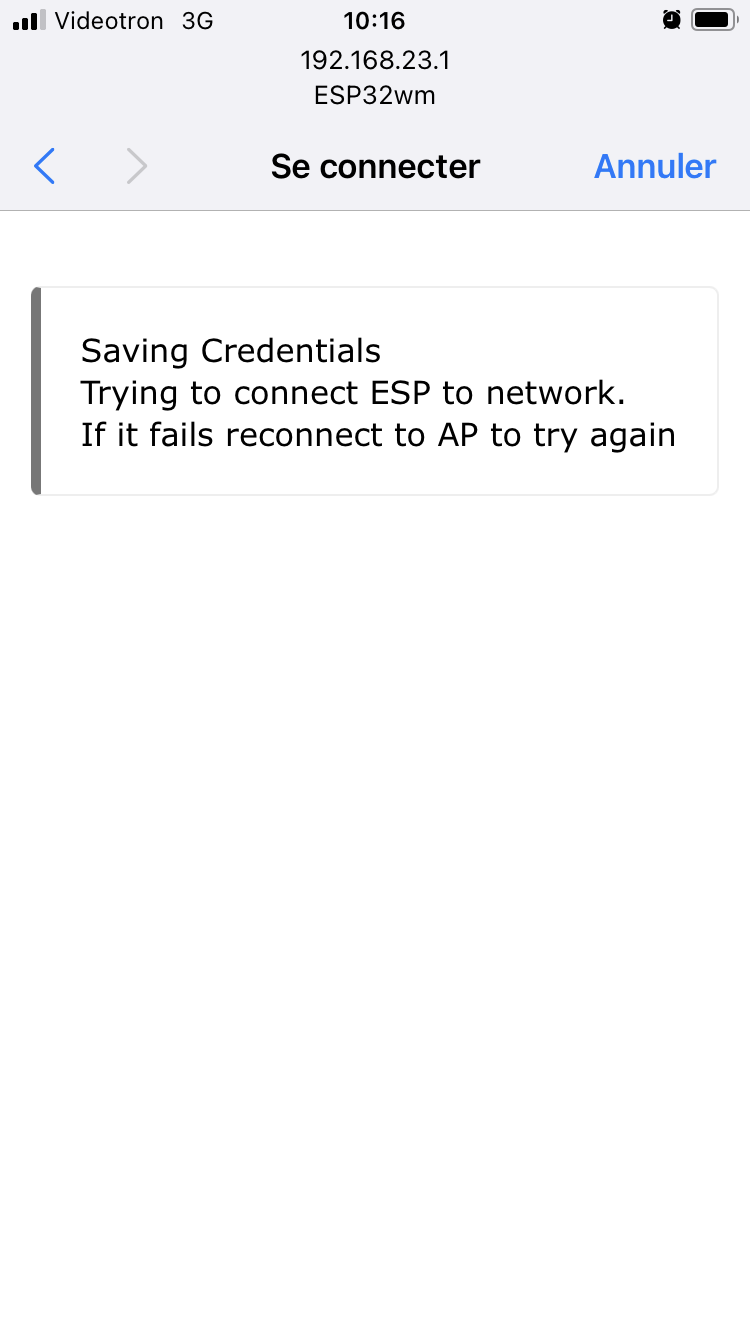 Videotron 3G 10:16
192.168.23.1
ESP32wm
Se connecter Annuler
Saving Credentials
Trying to connect ESP to network.
If it fails reconnect to AP to try again